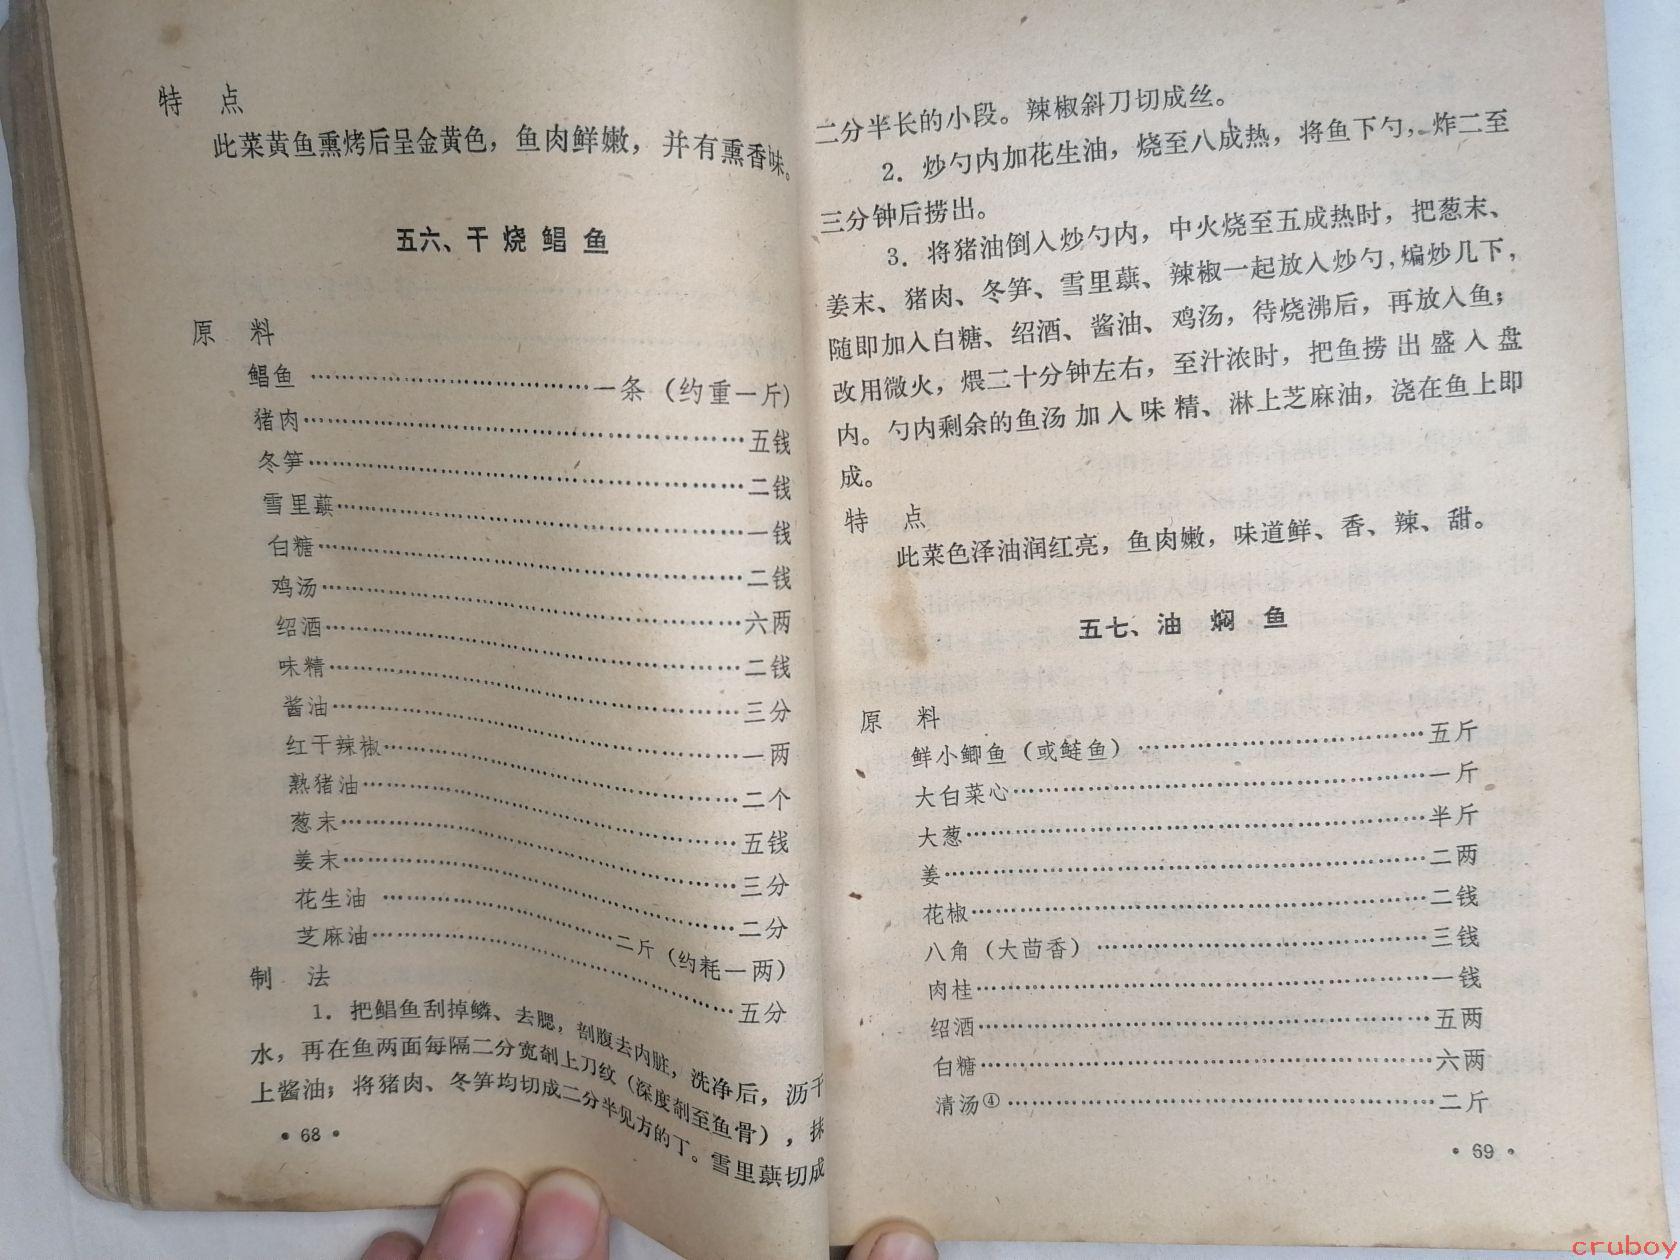 特 点
此菜黄鱼熏烤后呈金黄色，鱼肉鲜嫩，并有熏香味。
五六、干烧鲳鱼
原 料
鲳鱼…………一条（约重一斤）
猪肉…………五钱
冬笋…………二钱
雪里蕻…………一钱
白糖…………二钱
鸡汤…………六两
绍酒…………二钱
味精…………三分
酱油…………一两
红干辣椒…………二个
熟猪油…………五钱
葱末…………三分
姜末…………二分
花生油…………二斤（约耗一两）
芝麻油…………五分
制 法
1．把鲳鱼刮掉鳞、去腮，剖腹去内脏，洗净后，沥干
水，再在鱼两面每隔二分宽剞上刀纹（深度剞至鱼骨），抹
上酱油；将猪肉、冬笋均切成二分半见方的丁。雪里蕻切成
·68·
二分半长的小段。辣椒斜刀切成丝。
2．炒勺内加花生油，烧至八成热，将鱼下勺，炸二至
三分钟后捞出。
3．将猪油倒入炒勺内，中火烧至五成热时，把葱末、
姜末、猪肉、冬笋、雪里蕻、辣椒一起放入炒勺，煸炒几下，
随即加入白糖、绍酒、酱油、鸡汤，待烧沸后，再放入鱼；
改用微火，煨二十分钟左右，至汁浓时，把鱼捞出盛入盘
内。勺内剩余的鱼汤加入味精、淋上芝麻油，浇在鱼上即
成。
特 点
此菜色泽油润红亮，鱼肉嫩，味道鲜、香、辣、甜。
五七、油焖鱼
原 料
鲜小鲫鱼（或鲢鱼）…………五斤
大白菜心…………一斤
大葱…………半斤
姜…………二两
花椒…………二钱
八角（大茴香）…………三钱
肉桂…………一钱
绍酒…………五两
白糖…………六两
清汤④…………二斤
·69·
cruboy